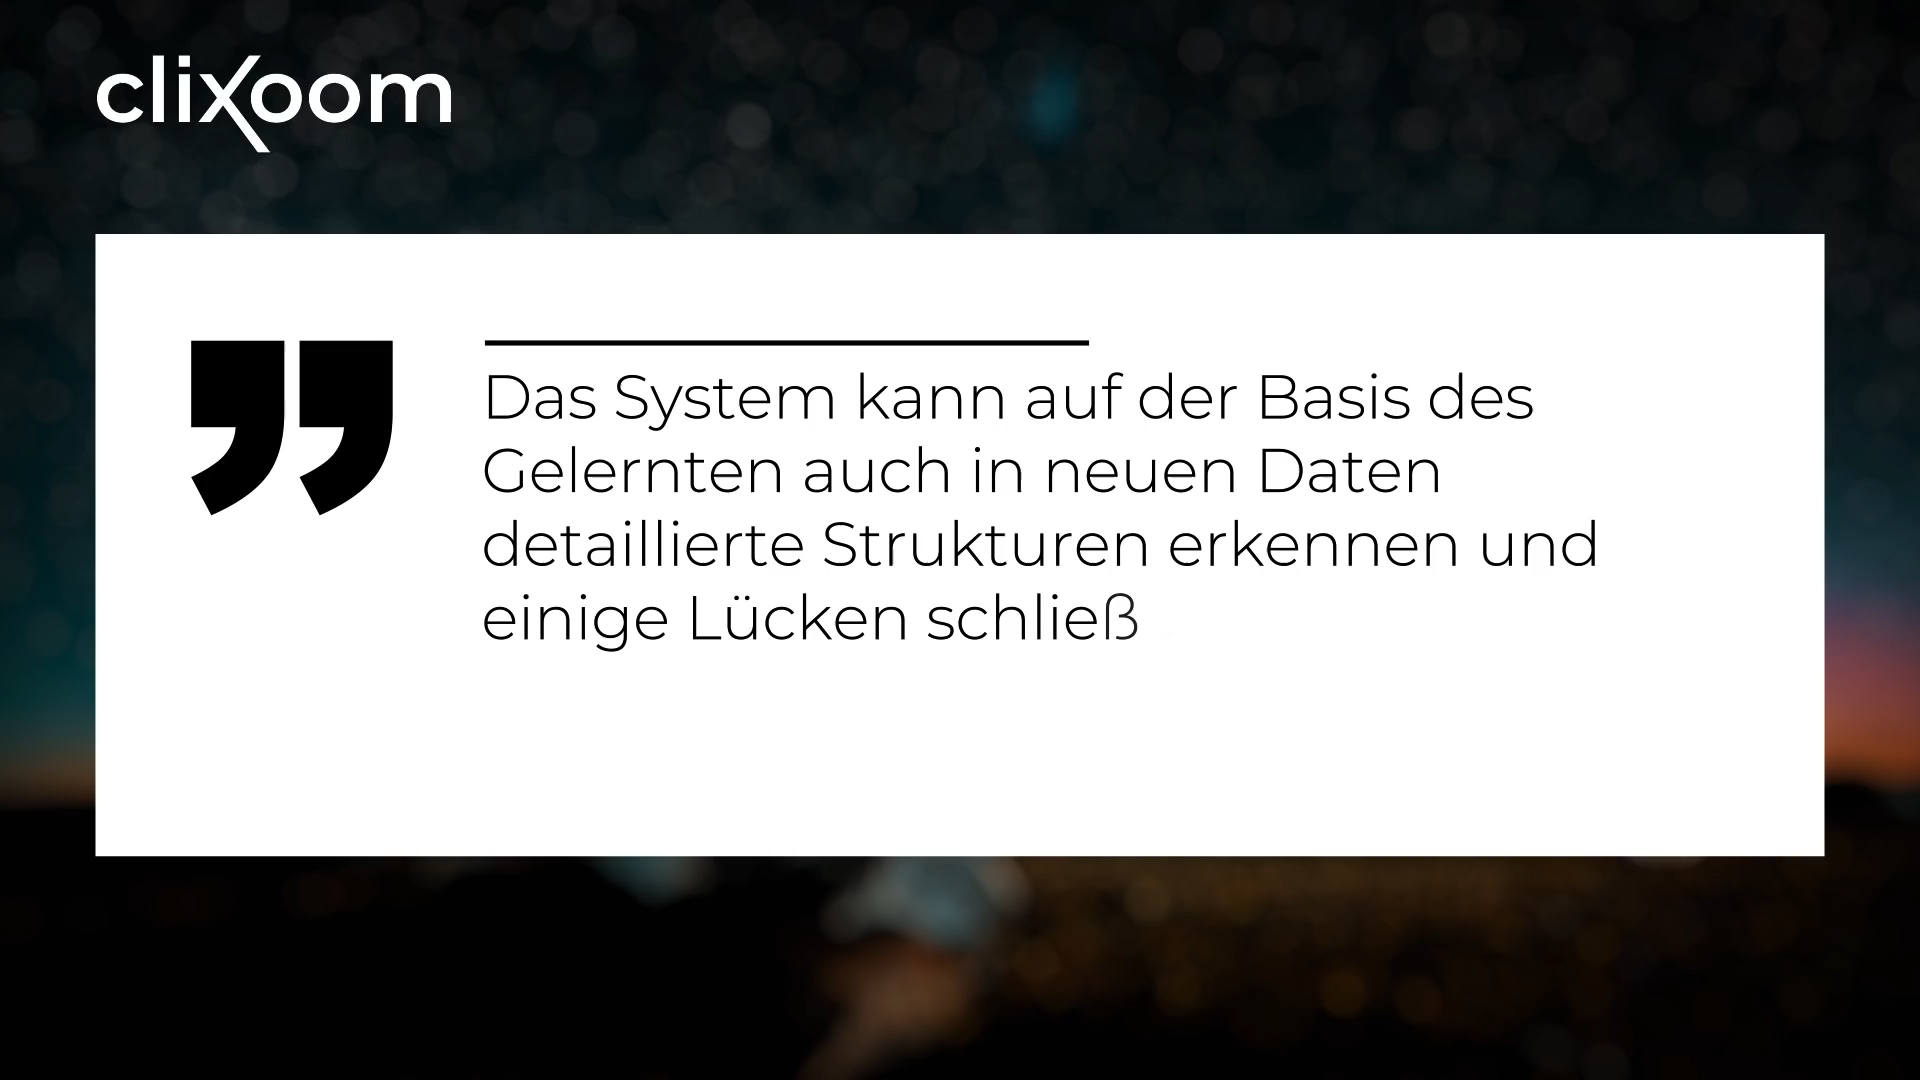 clixoom
Das System kann auf der Basis des
Gelernten auch in neuen Daten
detaillierte Strukturen erkennen und
einige Lücken schließ